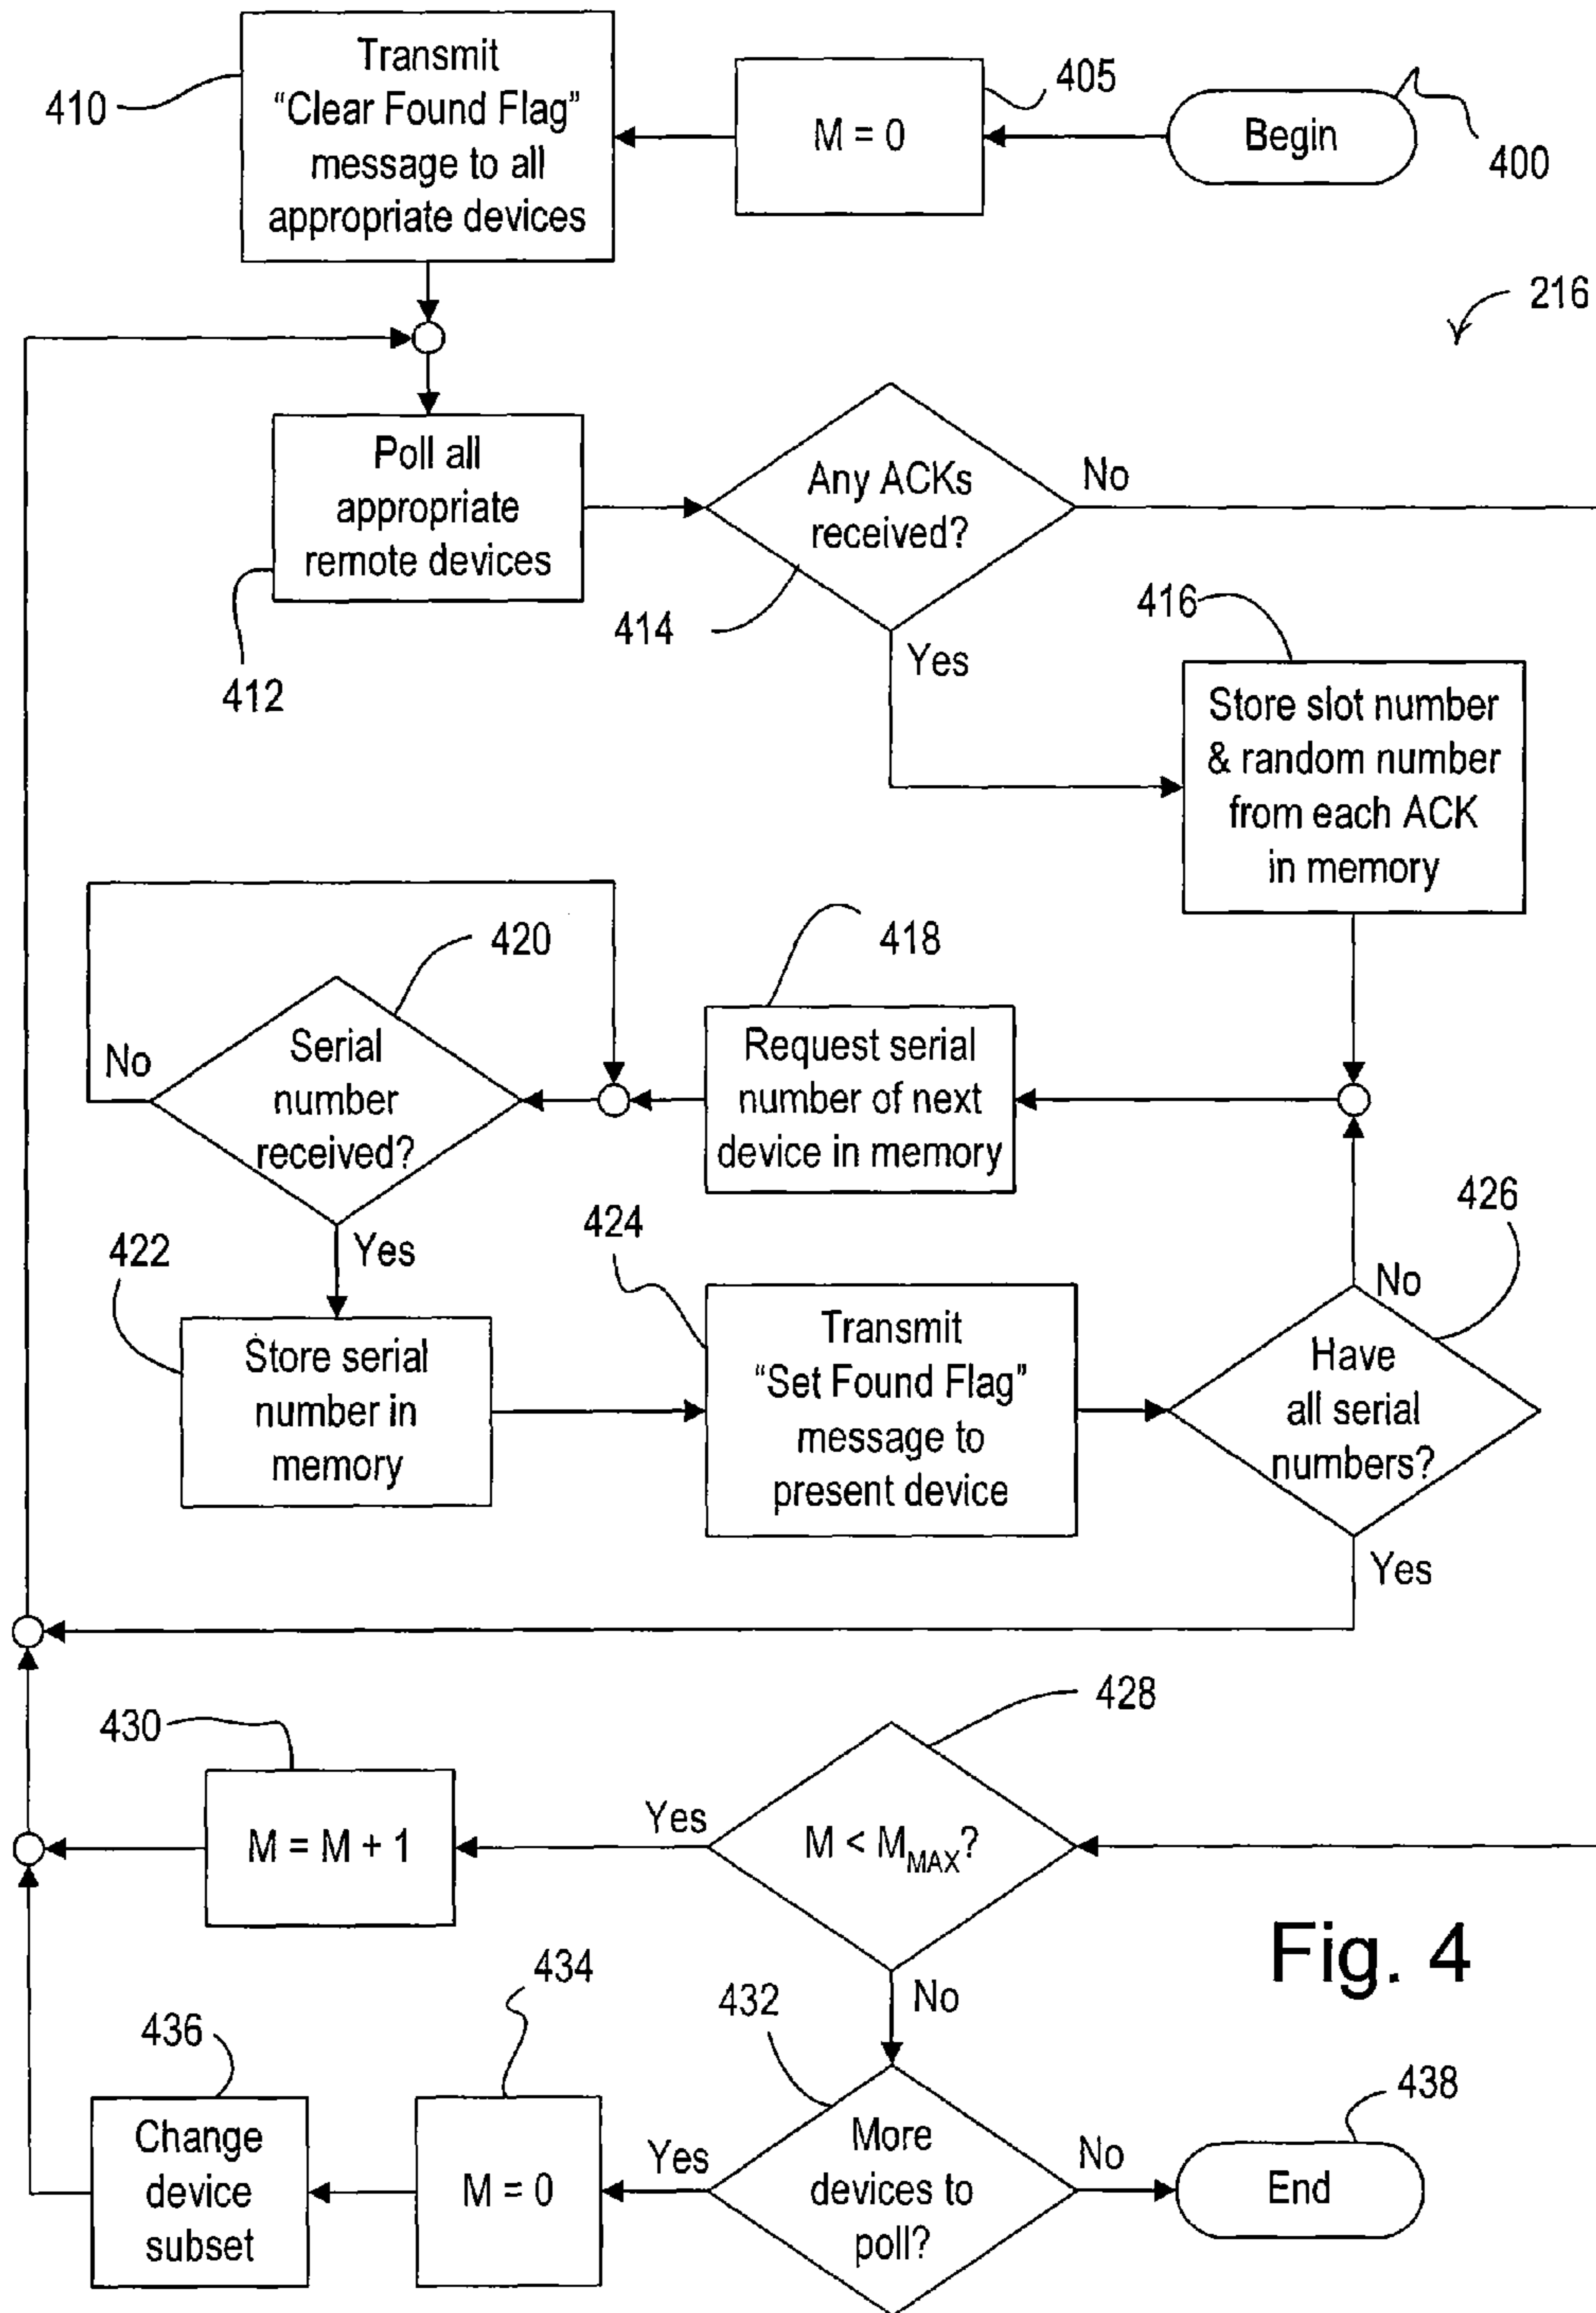 Transmit
"Clear Found Flag"
message to all
appropriate devices
410
M = 0
405
Begin
400
216
Poll all
appropriate
remote devices
412
Any ACKs
received?
No
Yes
414
416
Store slot number
& random number
from each ACK
in memory
420
Serial
number
received?
No
Yes
418
Request serial
number of next
device in memory
422
Store serial
number in
memory
424
Transmit
"Set Found Flag"
message to
present device
426
No
Have
all serial
numbers?
Yes
428
M < MMAX?
Yes
No
430
M = M + 1
Fig. 4
432
More
devices to
poll?
Yes
No
434
M = 0
436
Change
device
subset
438
End